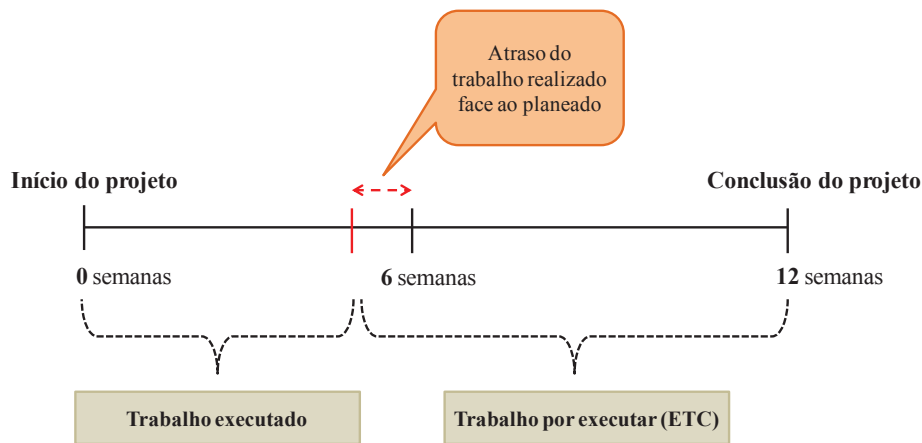 Atraso do
trabalho realizado
face ao planeado
Início do projeto
Conclusão do projeto
0 semanas
6 semanas
12 semanas
Trabalho executado
Trabalho por executar (ETC)